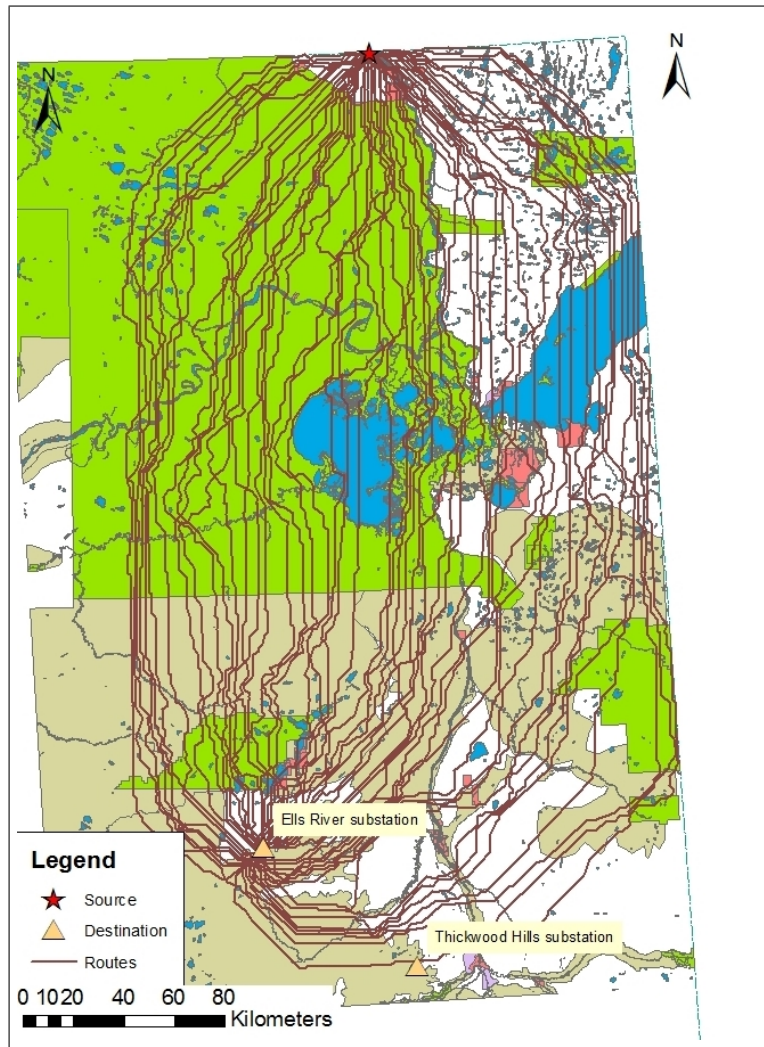 N
N
Ells River substation
Thickwood Hills substation
Legend
Source
Destination
Routes
0 10 20 40 60 80
Kilometers